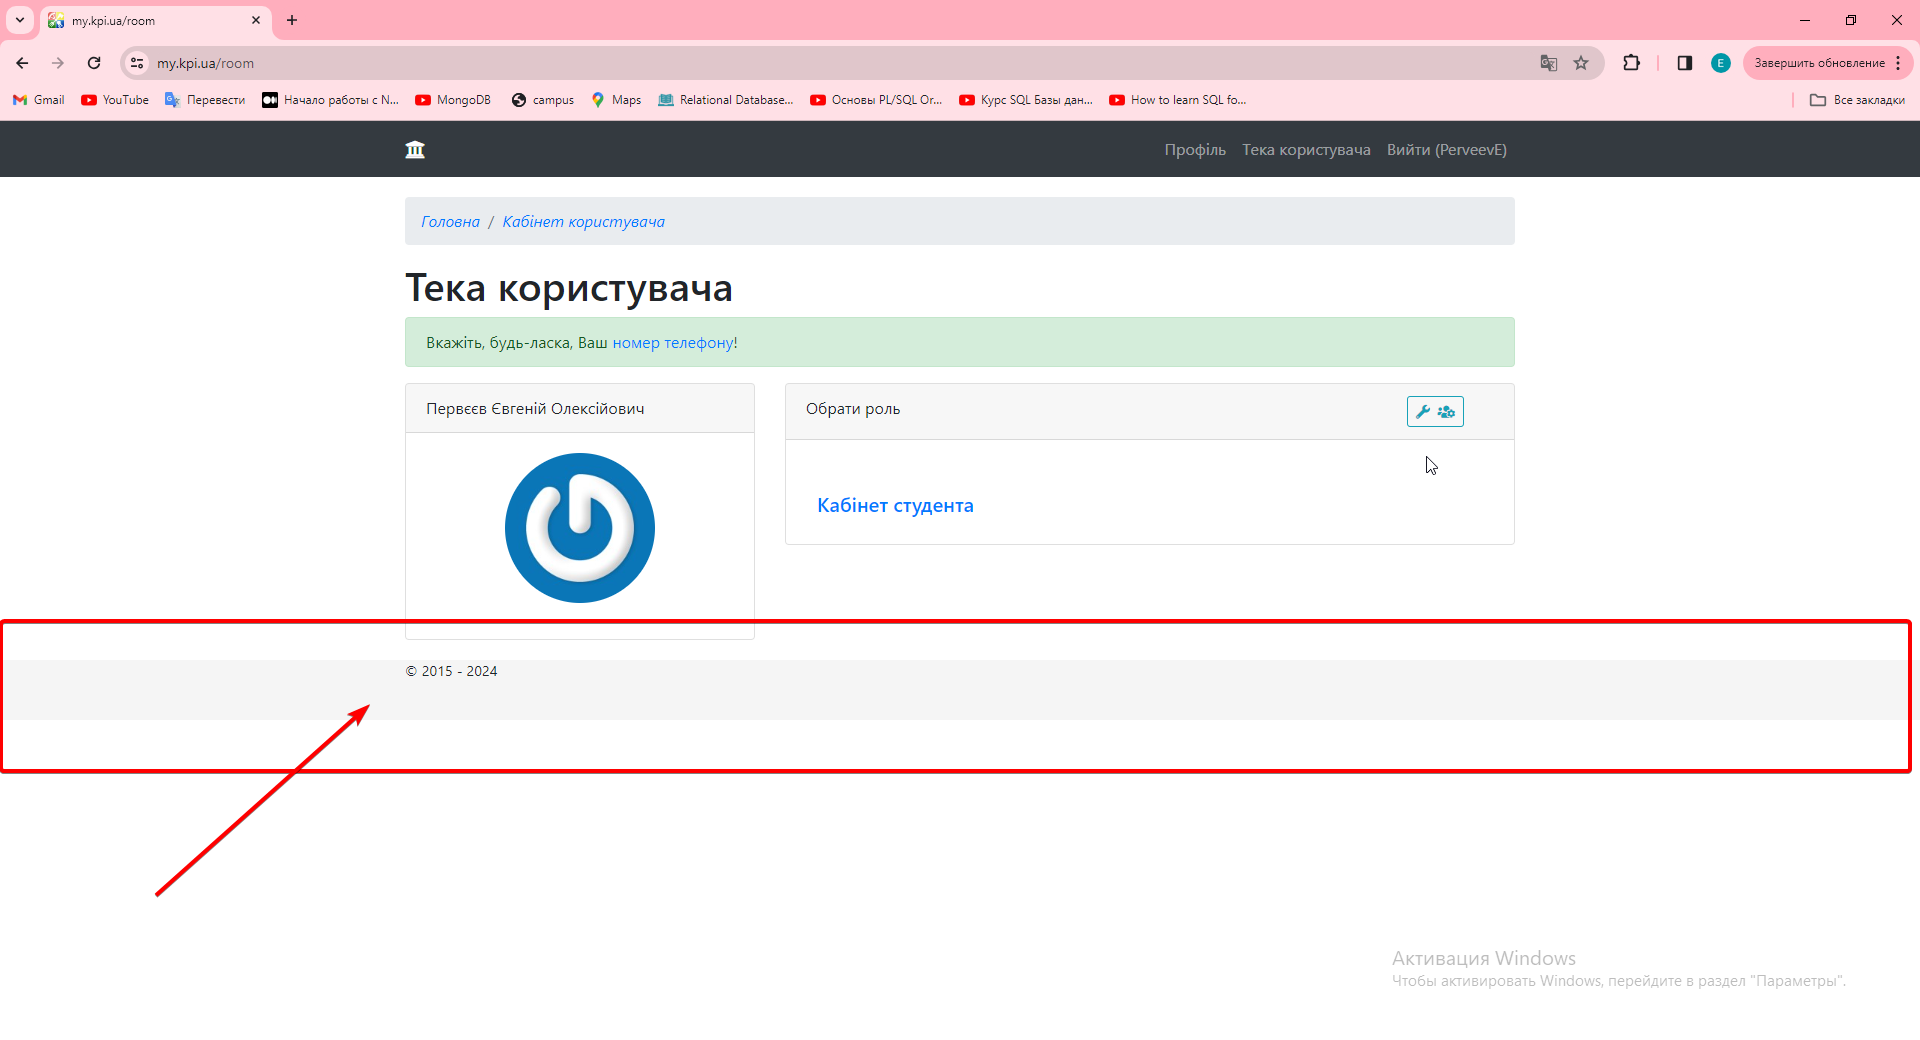 my.kpi.ua/room
my.kpi.ua/room
E
Завершить обновление
Gmail
YouTube
Перевести
Начало работы с N...
MongoDB
campus
Maps
Relational Database...
Основы PL/SQL Or...
Курс SQL Базы дан...
How to learn SQL fo...
Все закладки
Профіль
Тека користувача
Вийти (PerveevE)
Головна / Кабінет користувача
Тека користувача
Вкажіть, будь-ласка, Ваш номер телефону!
Первєєв Євгеній Олексійович
Обрати роль
Кабінет студента
© 2015 - 2024
Активация Windows
Чтобы активировать Windows, перейдите в раздел "Параметры".